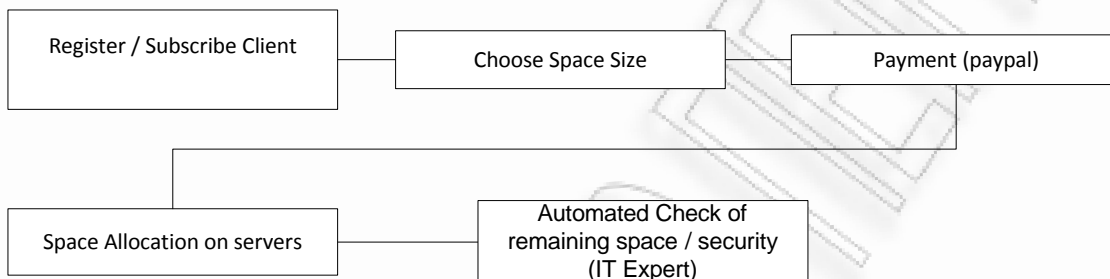 Register / Subscribe Client
Choose Space Size
Payment (paypal)
Space Allocation on servers
Automated Check of
remaining space / security
(IT Expert)